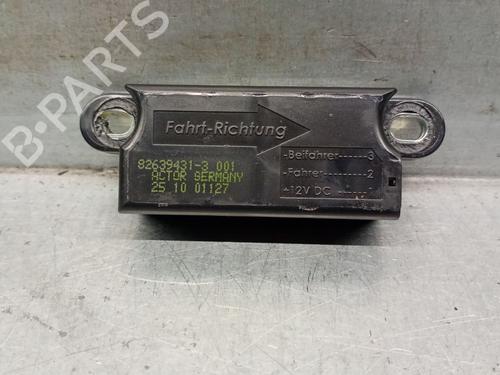 B-PARTS
Fahrt-Richtung
82639431-3 001
ACTOR GERMANY
25 10 01127
-Beifahrer------3
-Fahrer---------2
+12V DC